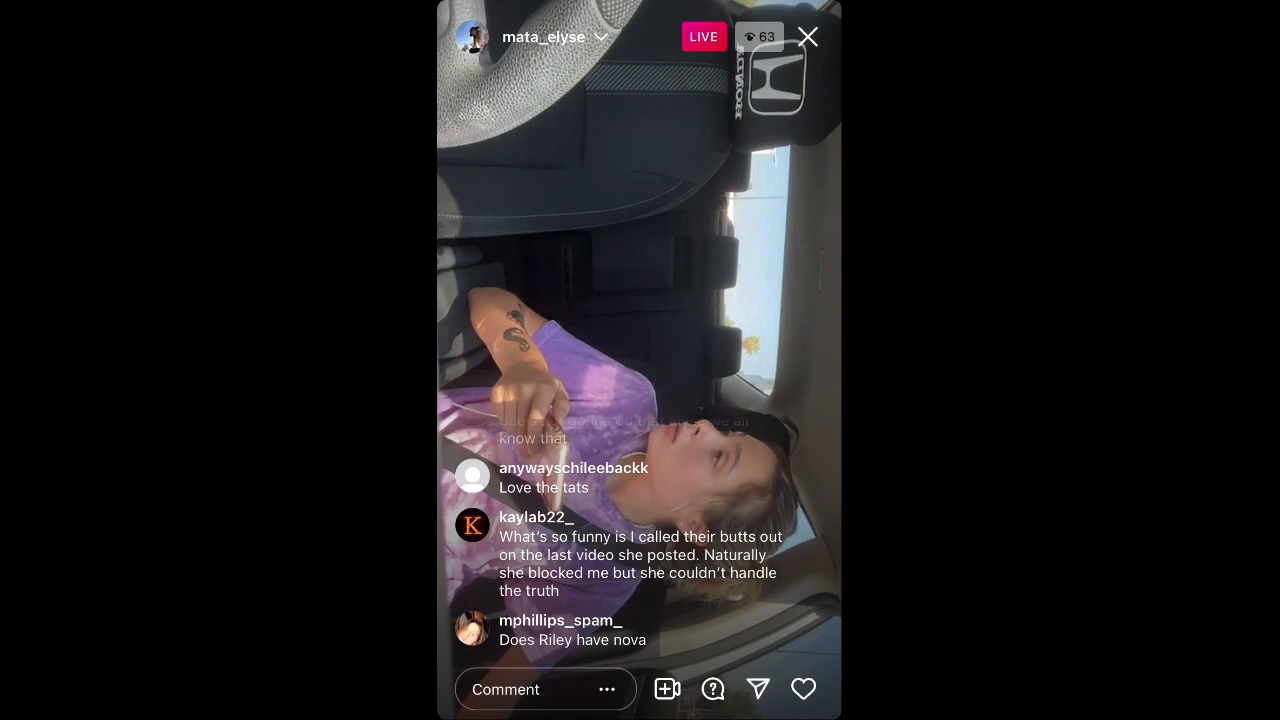 mata_elyse
LIVE
63
HONDA
know that
anywayschileebackk
Love the tats
kaylab22_
What's so funny is I called their butts out
on the last video she posted. Naturally
she blocked me but she couldn't handle
the truth
K
mphillips_spam_
Does Riley have nova
Comment